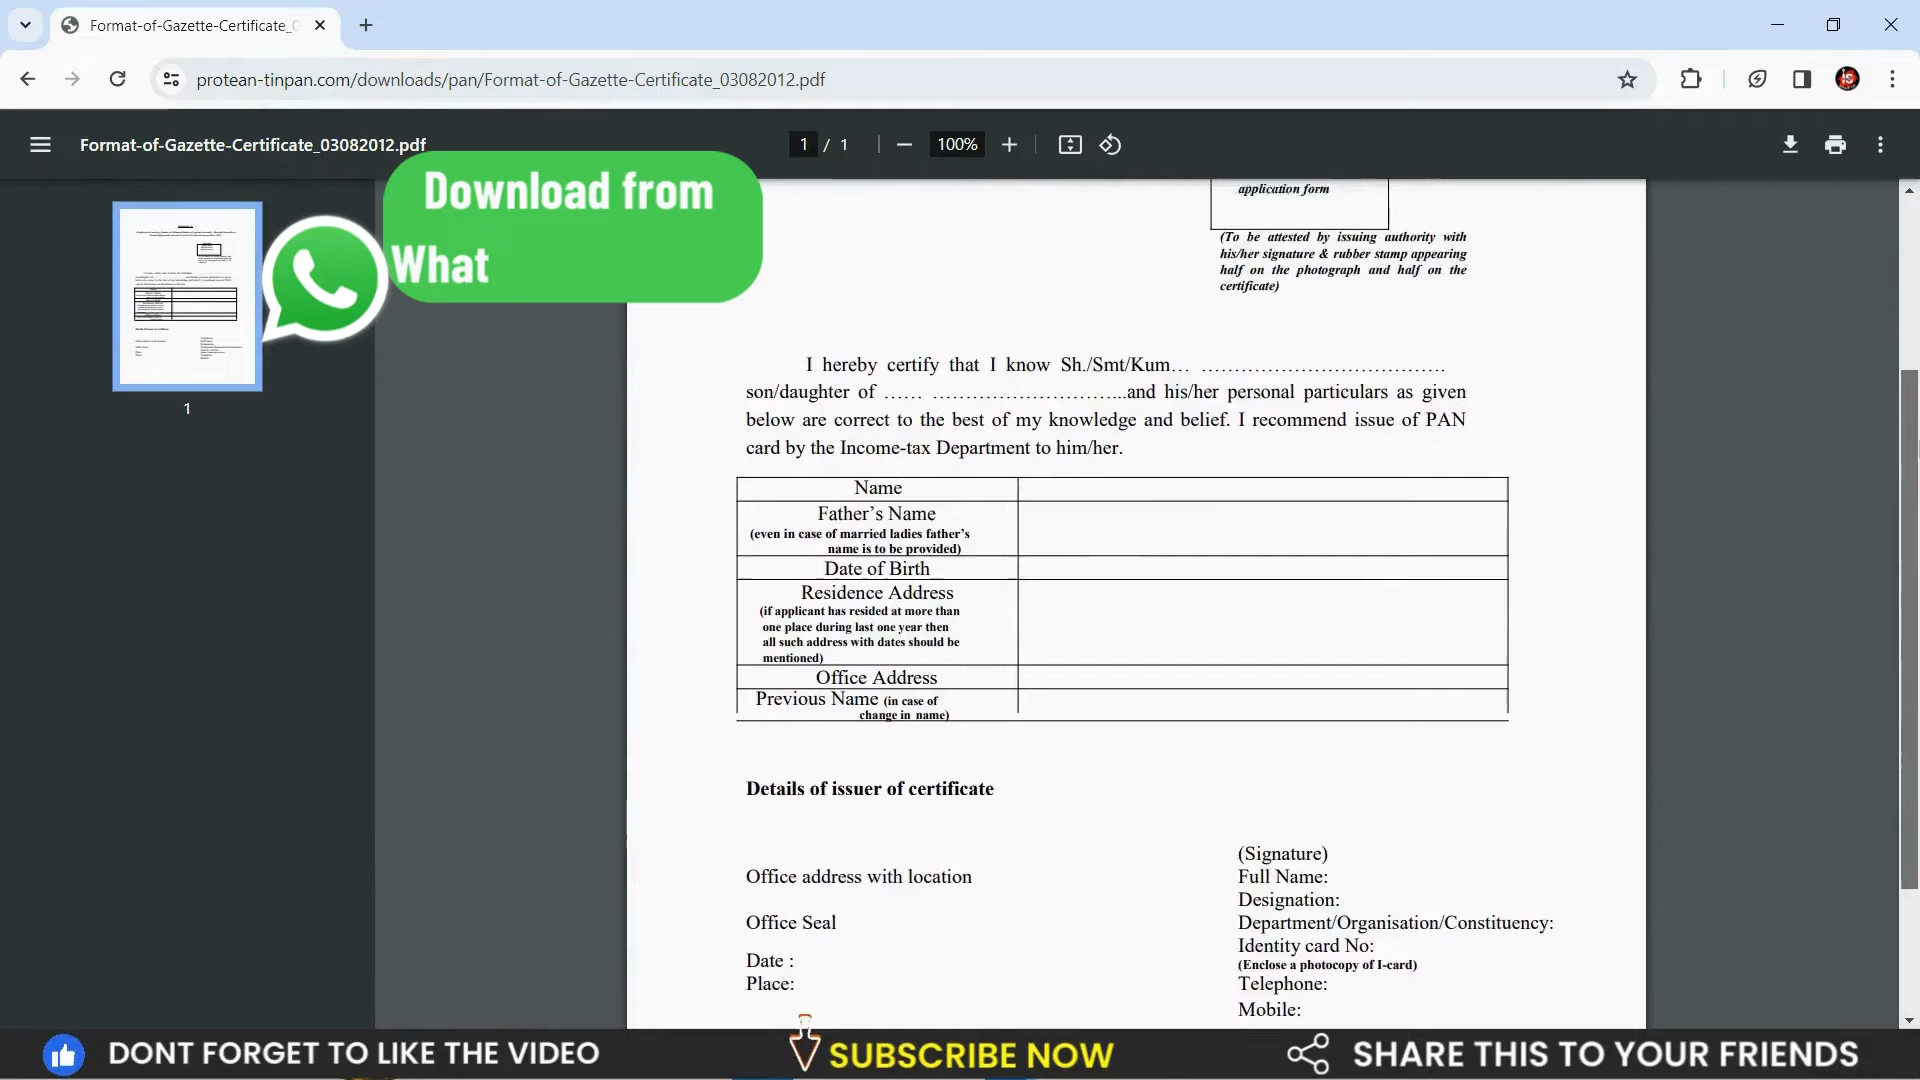 Format-of-Gazette-Certificate_0
protean-tinpan.com/downloads/pan/Format-of-Gazette-Certificate_03082012.pdf
Format-of-Gazette-Certificate_03082012.pdf
1 / 1
100%
Download from
What
1
application form
(To be attested by issuing authority with
his/her signature & rubber stamp appearing
half on the photograph and half on the
certificate)
I hereby certify that I know Sh./Smt/Kum… ……………………………….
son/daughter of …… ………………………...and his/her personal particulars as given
below are correct to the best of my knowledge and belief. I recommend issue of PAN
card by the Income-tax Department to him/her.
Name
Father’s Name
(even in case of married ladies father’s
name is to be provided)
Date of Birth
Residence Address
(if applicant has resided at more than
one place during last one year then
all such address with dates should be
mentioned)
Office Address
Previous Name (in case of
change in name)
Details of issuer of certificate
(Signature)
Office address with location
Full Name:
Designation:
Office Seal
Department/Organisation/Constituency:
Identity card No:
(Enclose a photocopy of I-card)
Date :
Place:
Telephone:
Mobile:
DONT FORGET TO LIKE THE VIDEO
SUBSCRIBE NOW
SHARE THIS TO YOUR FRIENDS